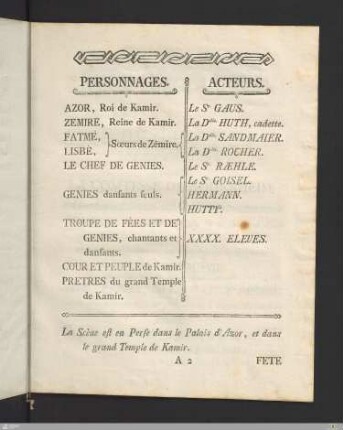 PERSONNAGES. ACTEURS.
AZOR, Roi de Kamir. Le Sr GAUS.
ZEMIRE, Reine de Kamir. La Dlle HUTH, cadette.
FATMÉ, La Dlle SANDMAIER.
Sœurs de Zémire.
LISBÉ, La Dlle ROCHER.
LE CHEF DE GENIES. Le Sr RÆHLE.
Le Sr GOISEL.
GENIES dansants seuls. HERMANN.
HUTTI.
TROUPE DE FÉES ET DE
GENIES, chantants et XXXX. ELEVES.
dansants.
COUR ET PEUPLE de Kamir.
PRETRES du grand Temple
de Kamir.
La Scène est en Perse dans le Palais d'Azor, et dans
le grand Temple de Kamir.
A 2 FETE